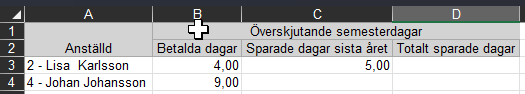 A B C D
1 Överskjutande semesterdagar
2 Anställd Betalda dagar Sparade dagar sista året Totalt sparade dagar
3 2 - Lisa  Karlsson 4,00 5,00
4 4 - Johan Johansson 9,00